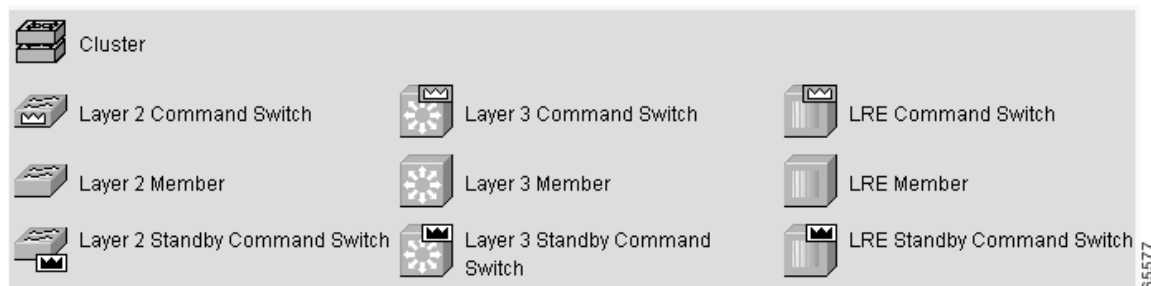 Cluster
Layer 2 Command Switch
Layer 3 Command Switch
LRE Command Switch
Layer 2 Member
Layer 3 Member
LRE Member
Layer 2 Standby Command Switch
Layer 3 Standby Command
Switch
LRE Standby Command Switch
65577